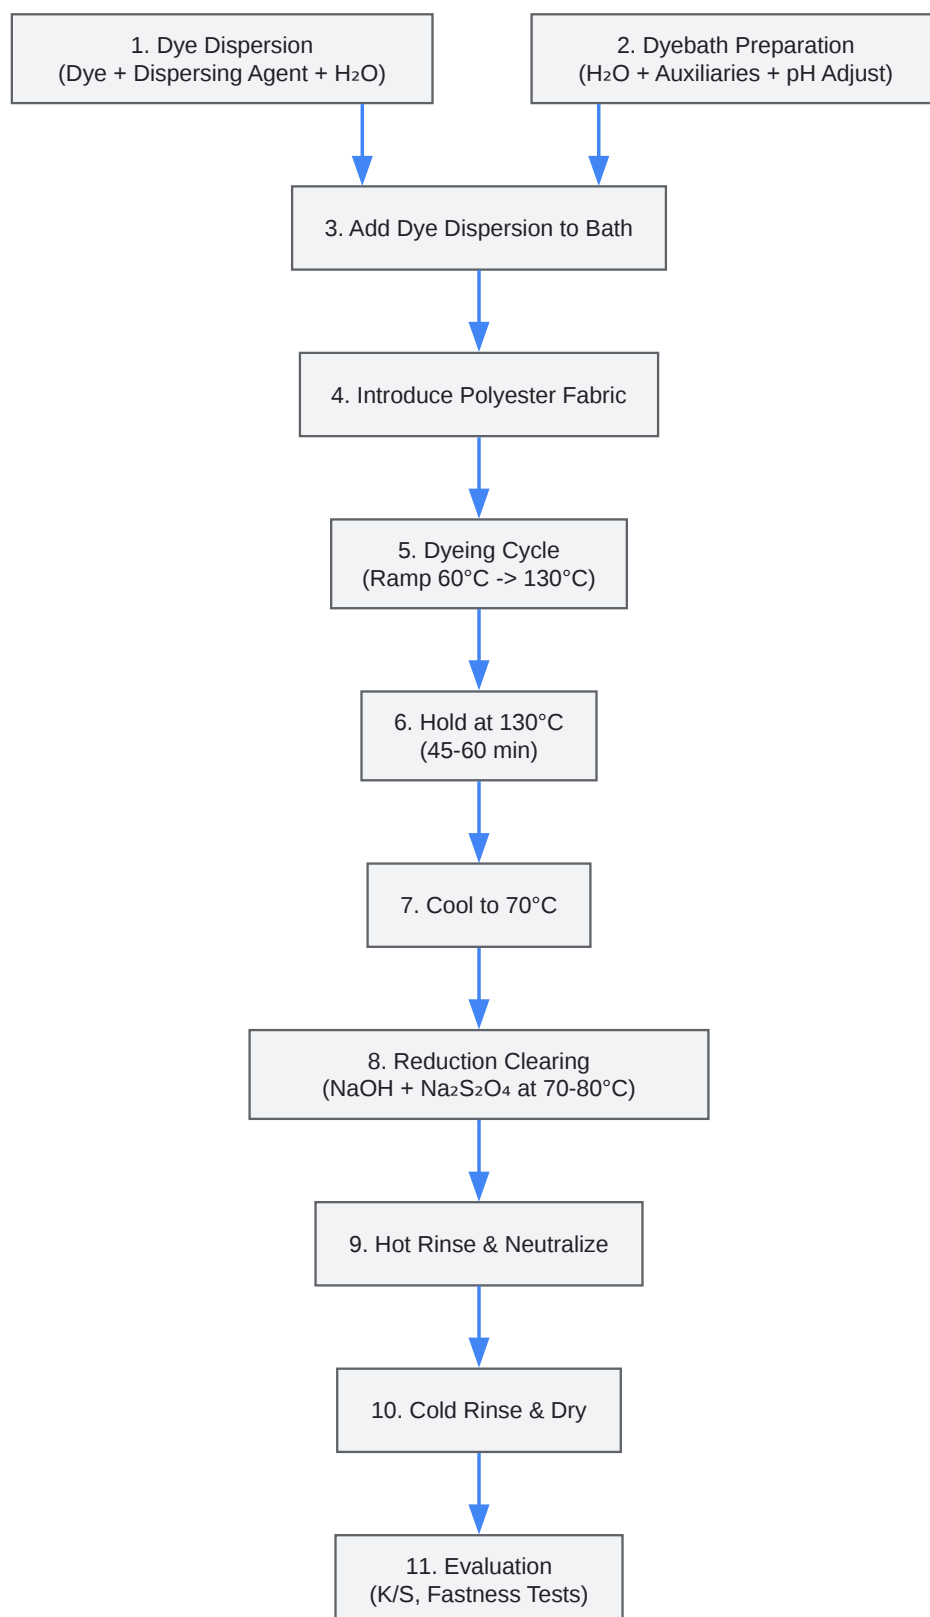 1. Dye Dispersion
(Dye + Dispersing Agent + H₂O)
2. Dyebath Preparation
(H₂O + Auxiliaries + pH Adjust)
3. Add Dye Dispersion to Bath
4. Introduce Polyester Fabric
5. Dyeing Cycle
(Ramp 60°C -> 130°C)
6. Hold at 130°C
(45-60 min)
7. Cool to 70°C
8. Reduction Clearing
(NaOH + Na₂S₂O₄ at 70-80°C)
9. Hot Rinse & Neutralize
10. Cold Rinse & Dry
11. Evaluation
(K/S, Fastness Tests)